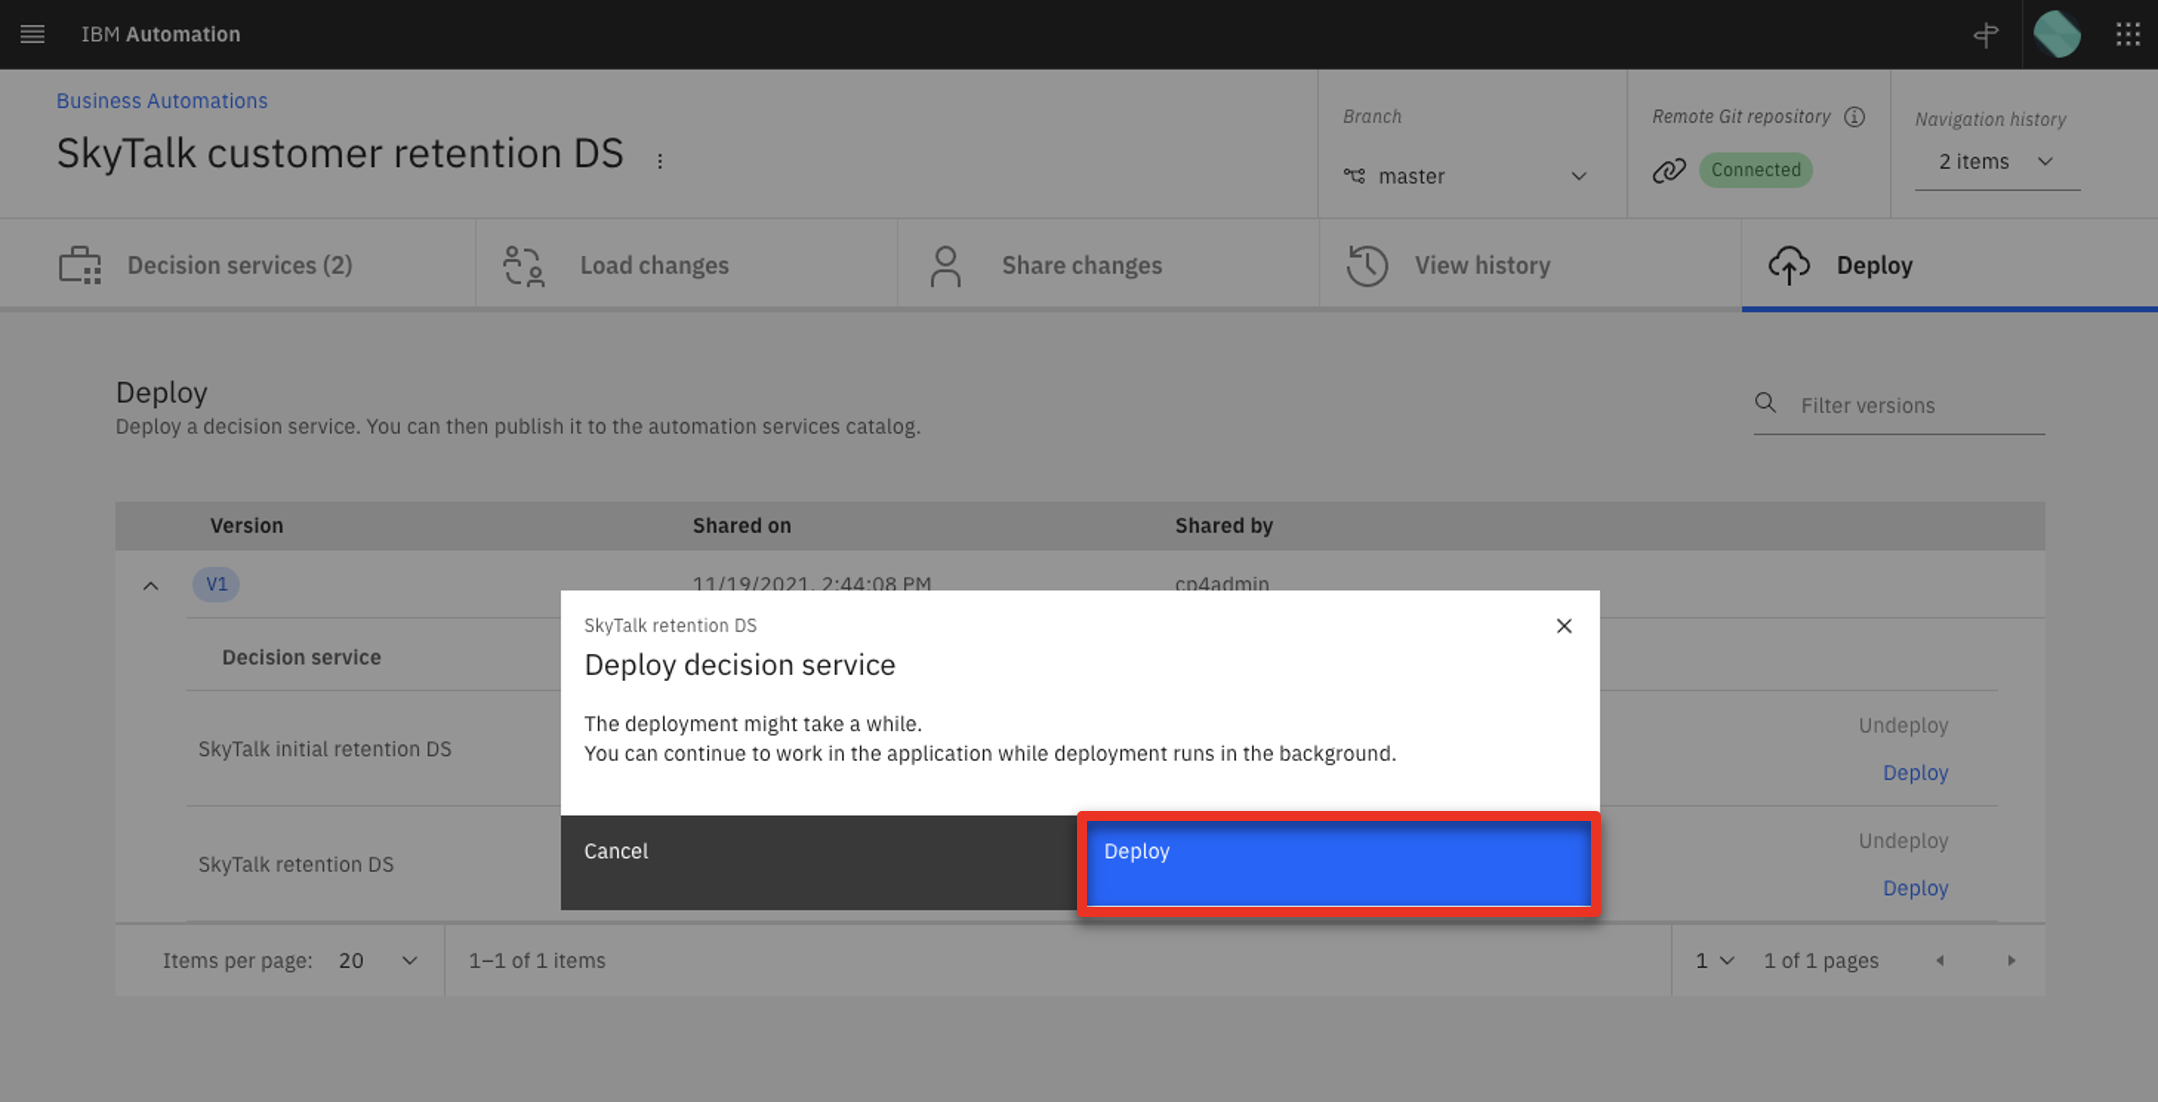 IBM Automation
Business Automations
SkyTalk customer retention DS
Branch
master
Remote Git repository
Connected
Navigation history
2 items
Decision services (2)
Load changes
Share changes
View history
Deploy
Deploy
Deploy a decision service. You can then publish it to the automation services catalog.
Filter versions
Version Shared on Shared by
V1 11/19/2021, 2:44:08 PM cp4admin
SkyTalk retention DS
Deploy decision service
The deployment might take a while.
You can continue to work in the application while deployment runs in the background.
Cancel
Deploy
Decision service
SkyTalk initial retention DS
Undeploy
Deploy
SkyTalk retention DS
Undeploy
Deploy
Items per page: 20
1–1 of 1 items
1
1 of 1 pages